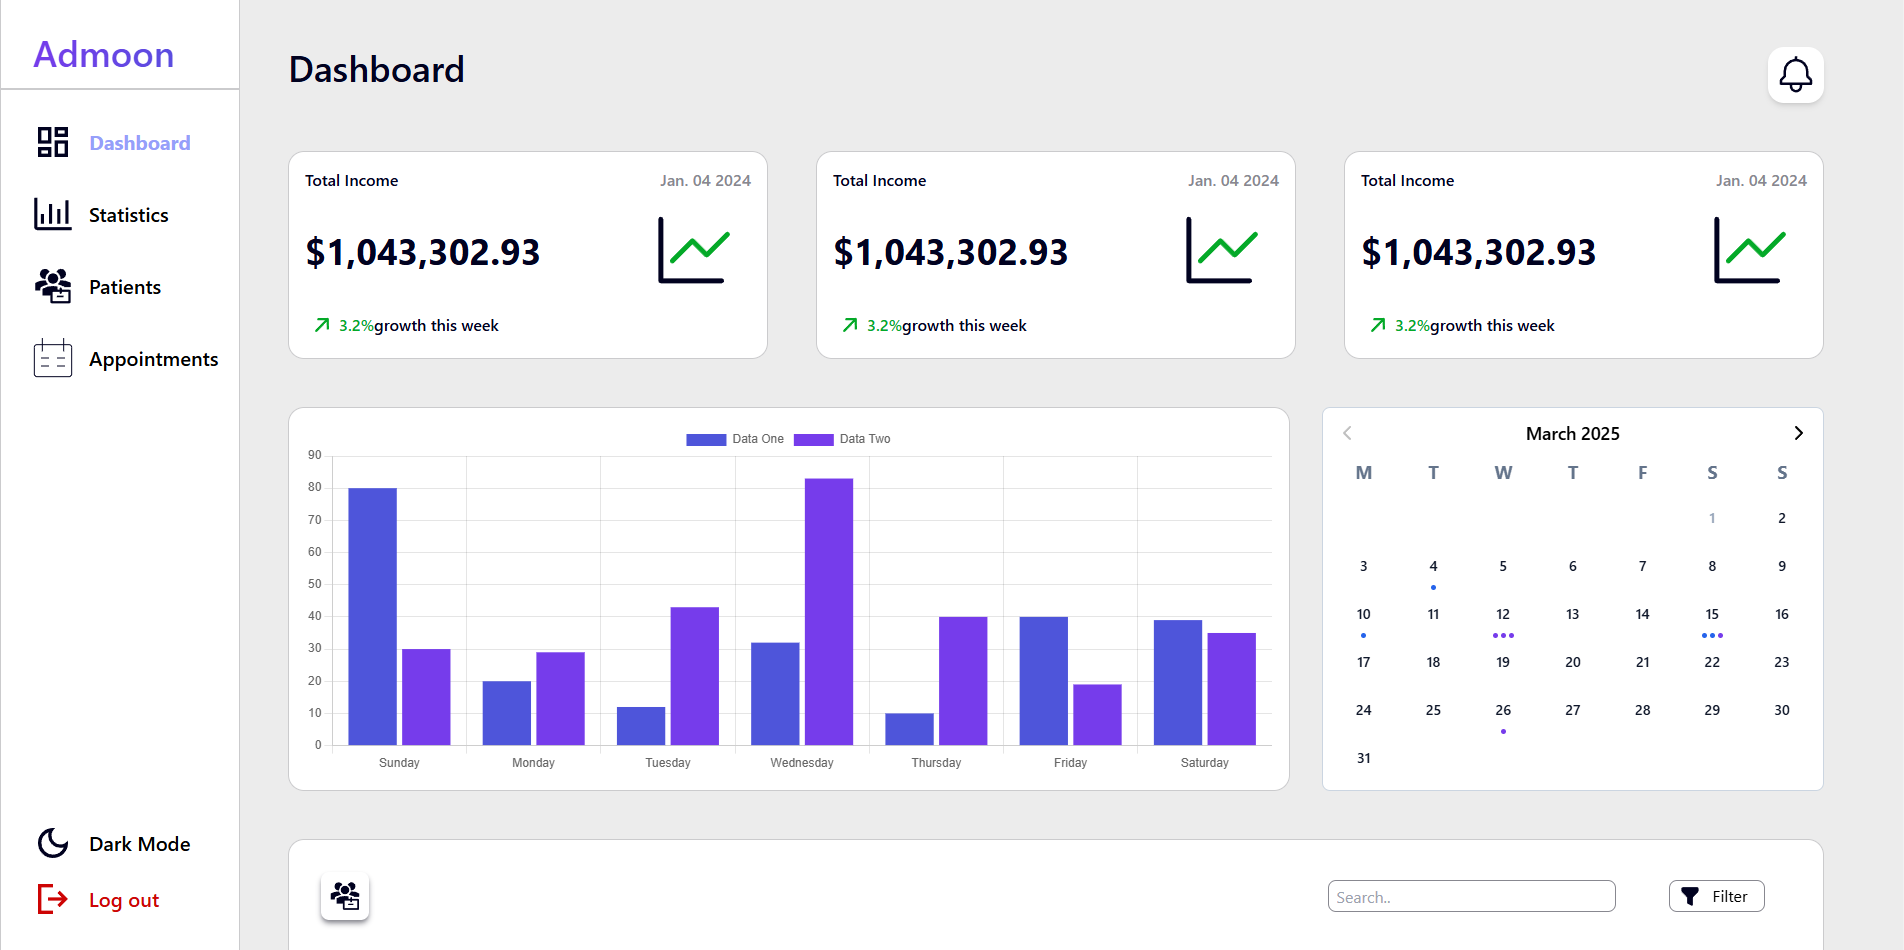 Admoon
Dashboard
Statistics
Patients
Appointments
Dark Mode
Log out
Dashboard
Total Income Jan. 04 2024
$1,043,302.93
3.2%growth this week
Total Income Jan. 04 2024
$1,043,302.93
3.2%growth this week
Total Income Jan. 04 2024
$1,043,302.93
3.2%growth this week
Data One Data Two
90
80
70
60
50
40
30
20
10
0
Sunday Monday Tuesday Wednesday Thursday Friday Saturday
March 2025
M T W T F S S
1 2
3 4 5 6 7 8 9
10 11 12 13 14 15 16
17 18 19 20 21 22 23
24 25 26 27 28 29 30
31
Search.. Filter